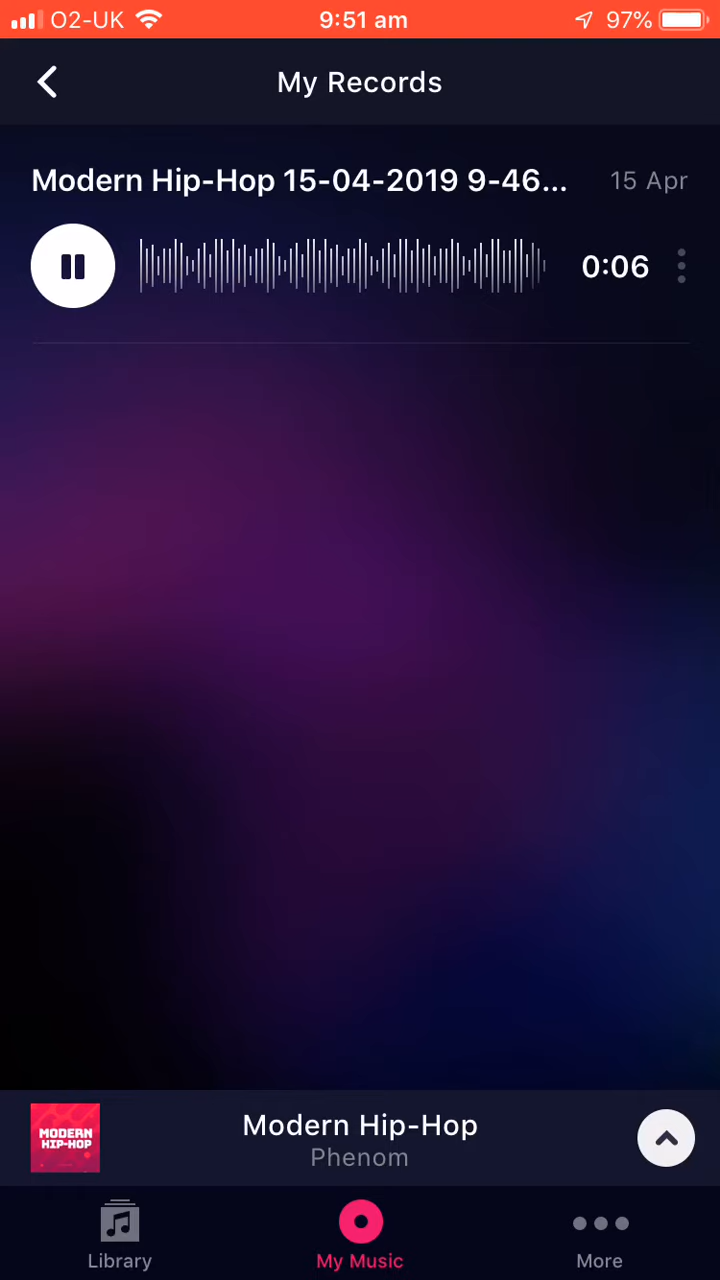 O2-UK 9:51 am 97%
My Records
Modern Hip-Hop 15-04-2019 9-46... 15 Apr
0:06
MODERN
HIP-HOP
Modern Hip-Hop
Phenom
Library My Music More